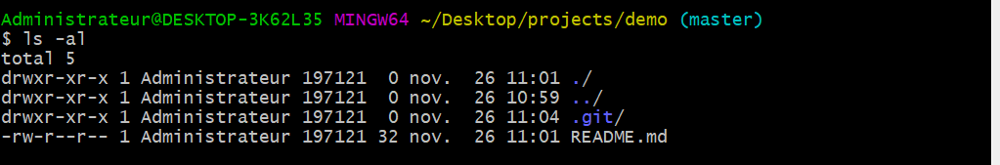 Administrateur@DESKTOP-3K62L35 MINGW64 ~/Desktop/projects/demo (master)
$ ls -al
total 5
drwxr-xr-x 1 Administrateur 197121  0 nov.  26 11:01 ./
drwxr-xr-x 1 Administrateur 197121  0 nov.  26 10:59 ../
drwxr-xr-x 1 Administrateur 197121  0 nov.  26 11:04 .git/
-rw-r--r-- 1 Administrateur 197121 32 nov.  26 11:01 README.md